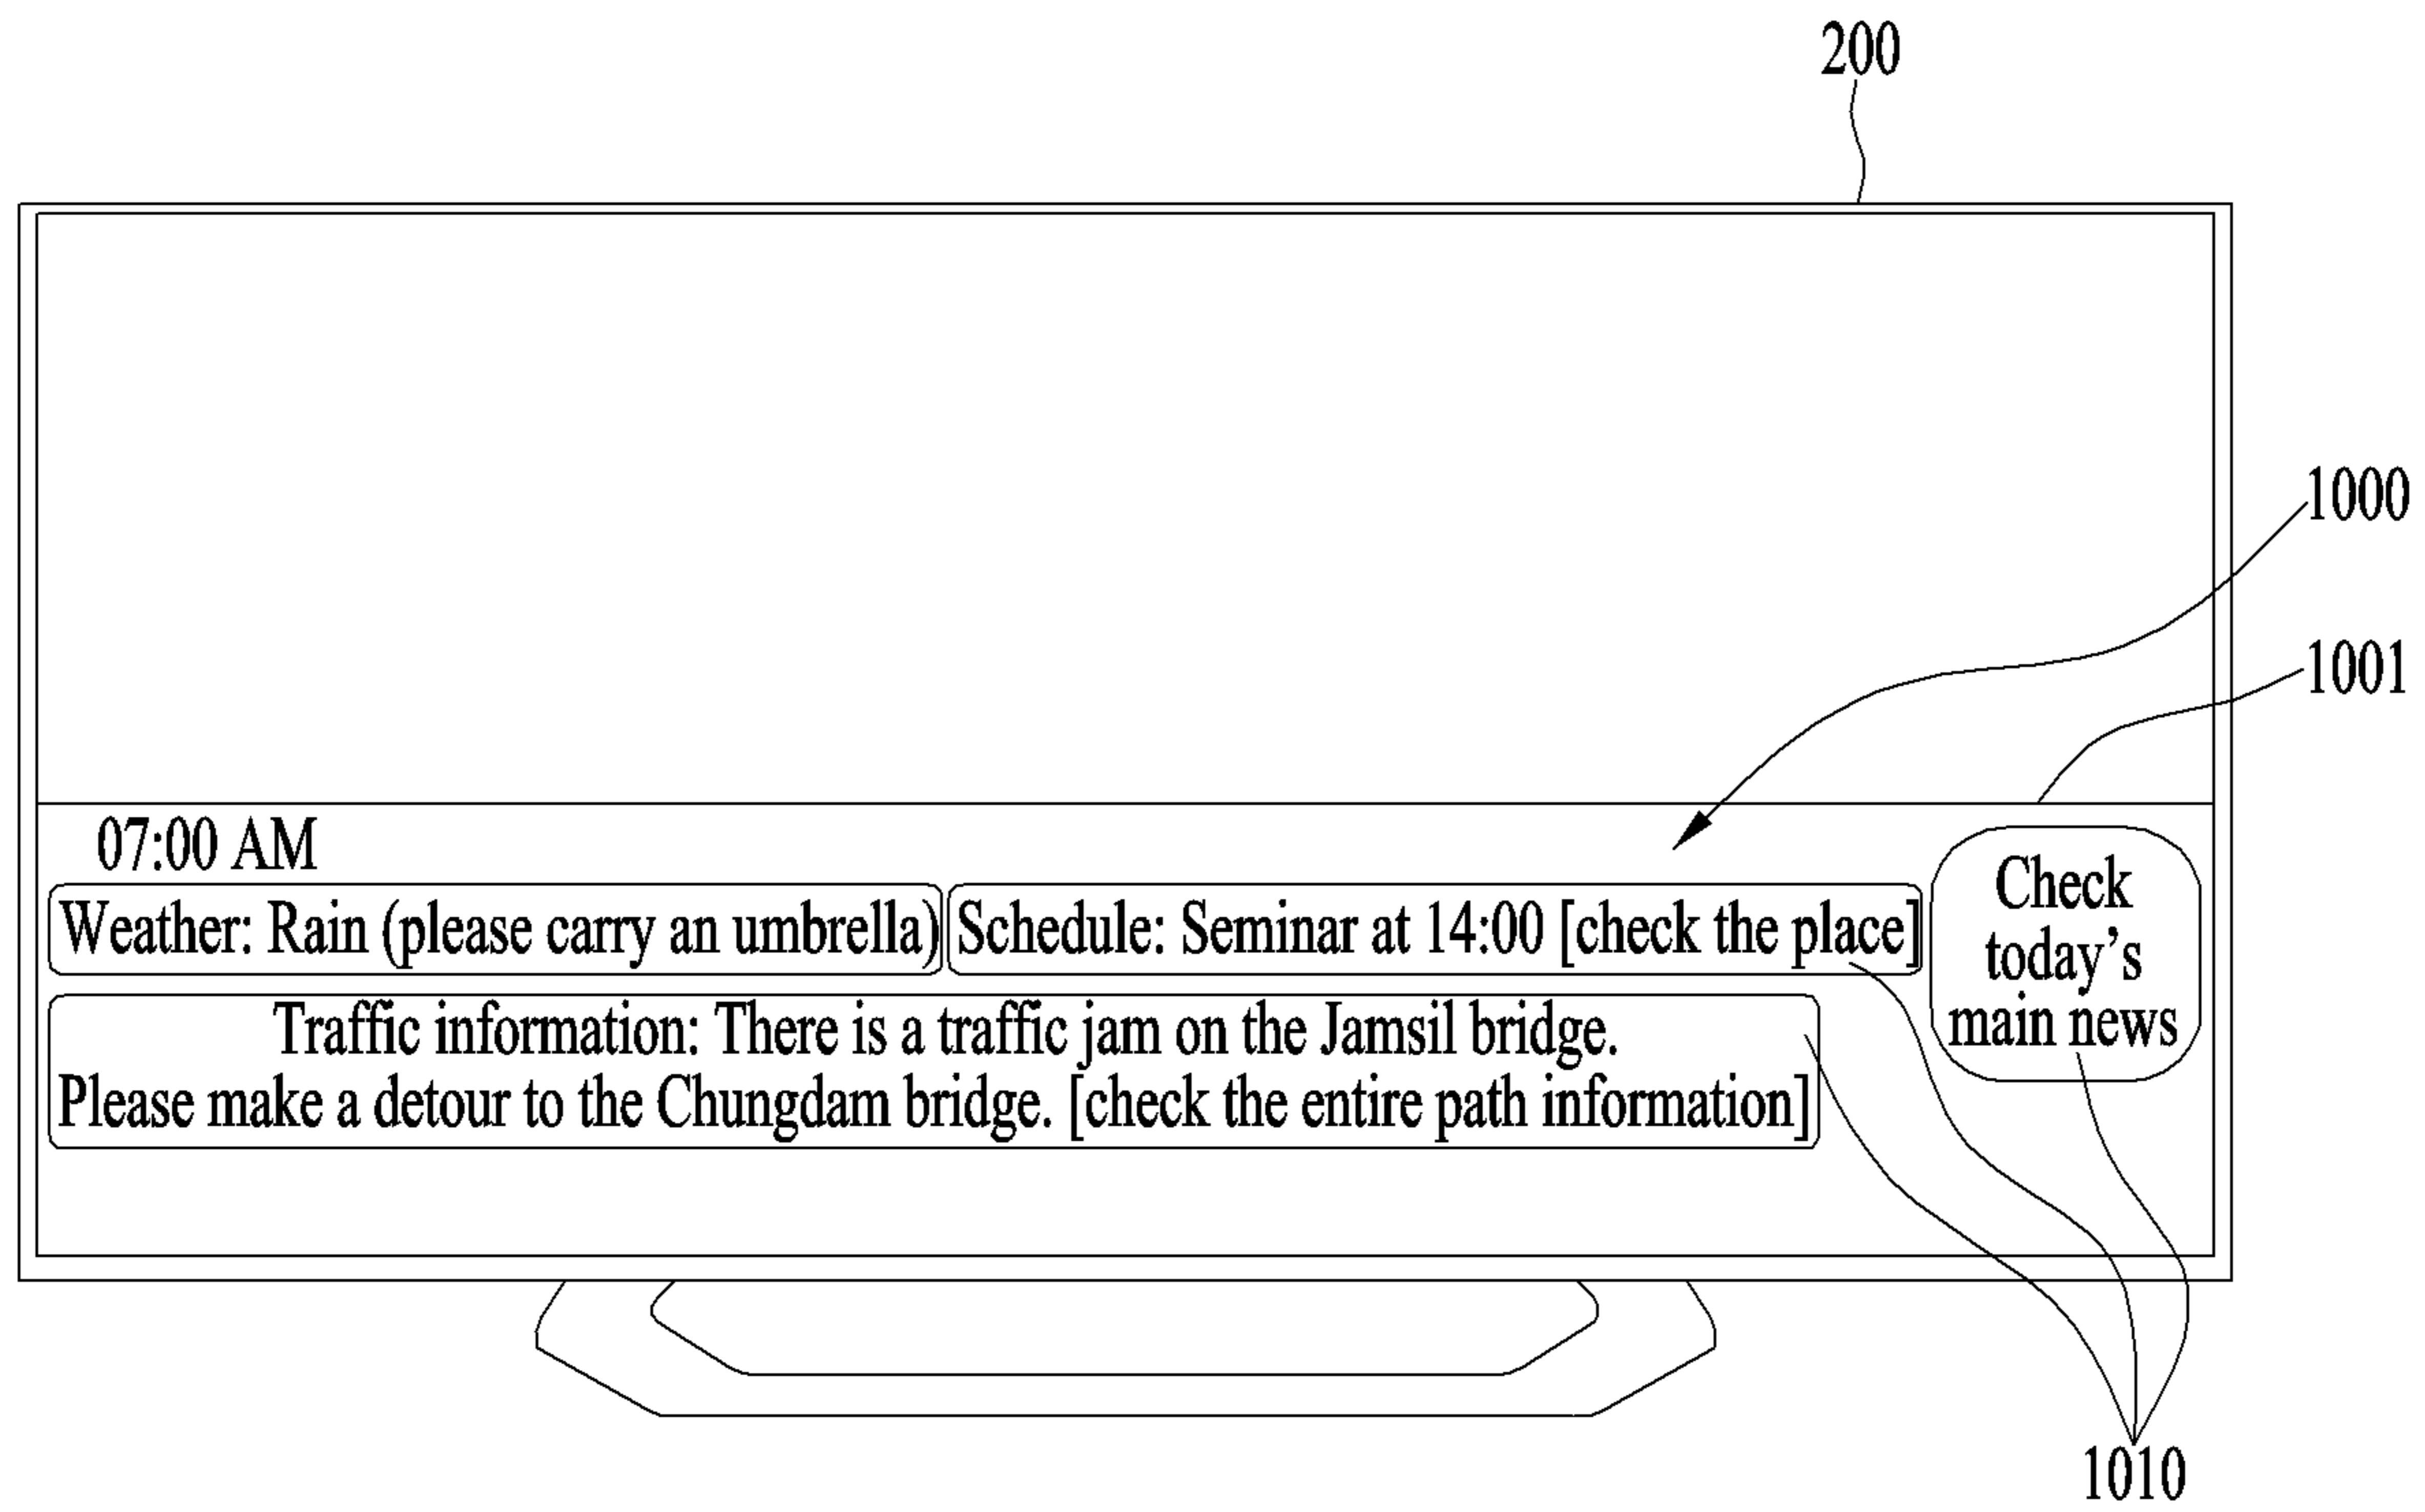 200
1000
1001
07:00 AM
Weather: Rain (please carry an umbrella)
Schedule: Seminar at 14:00 [check the place]
Check
today’s
main news
Traffic information: There is a traffic jam on the Jamsil bridge.
Please make a detour to the Chungdam bridge. [check the entire path information]
1010